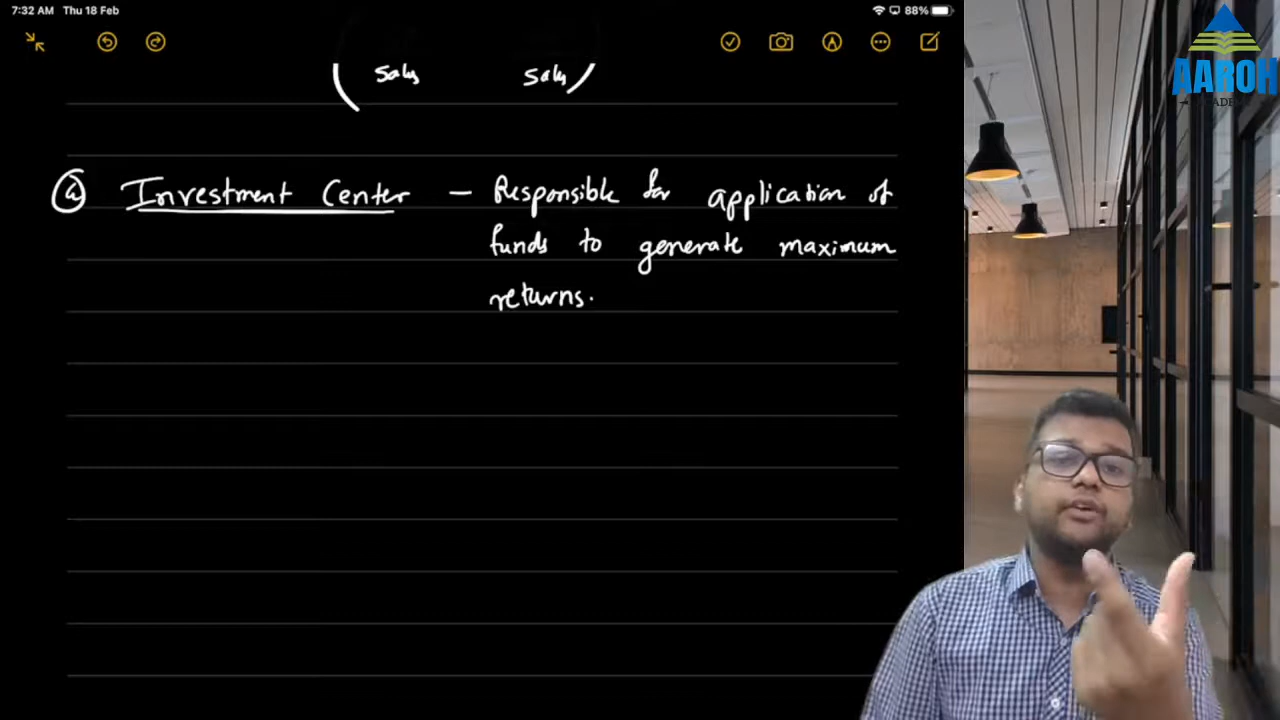 7:32 AM Thu 18 Feb
88%
AAROH
ACADEMY
Sales Sales
④ Investment Center — Responsible for application of
funds to generate maximum
returns.